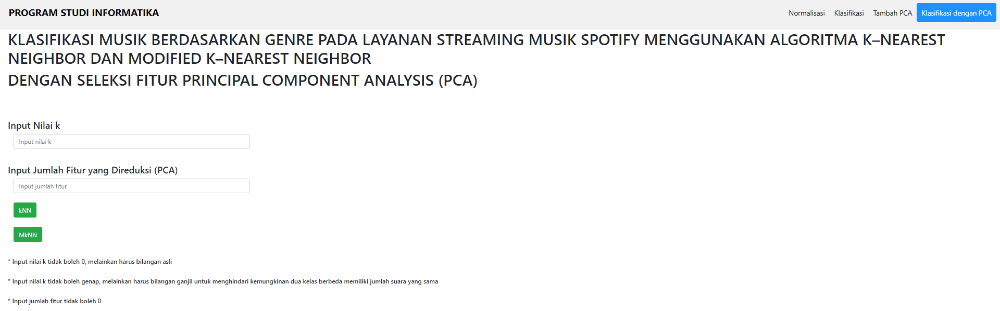 PROGRAM STUDI INFORMATIKA
Normalisasi Klasifikasi Tambah PCA Klasifikasi dengan PCA
KLASIFIKASI MUSIK BERDASARKAN GENRE PADA LAYANAN STREAMING MUSIK SPOTIFY MENGGUNAKAN ALGORITMA K–NEAREST
NEIGHBOR DAN MODIFIED K–NEAREST NEIGHBOR
DENGAN SELEKSI FITUR PRINCIPAL COMPONENT ANALYSIS (PCA)
Input Nilai k
Input nilai k
Input Jumlah Fitur yang Direduksi (PCA)
Input jumlah fitur
kNN
MkNN
* Input nilai k tidak boleh 0, melainkan harus bilangan asli
* Input nilai k tidak boleh genap, melainkan harus bilangan ganjil untuk menghindari kemungkinan dua kelas berbeda memiliki jumlah suara yang sama
* Input jumlah fitur tidak boleh 0